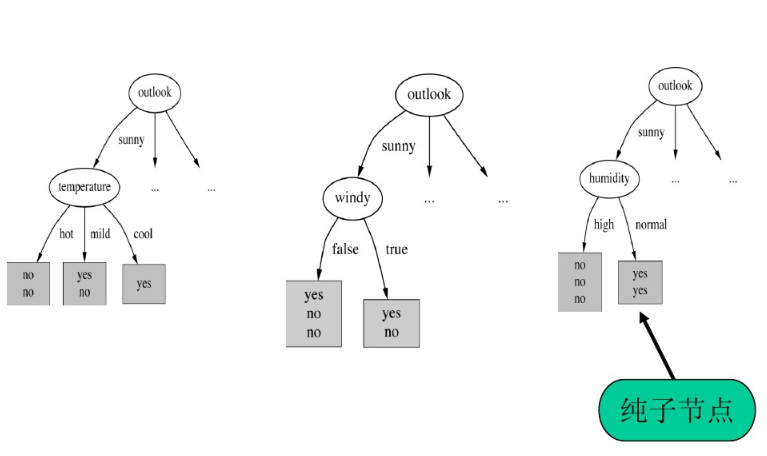 outlook
sunny
temperature
...
...
hot mild cool
no
no
yes
no
yes
outlook
sunny
windy
...
...
false true
yes
no
no
yes
no
outlook
sunny
humidity
...
...
high normal
no
no
no
yes
yes
纯子节点